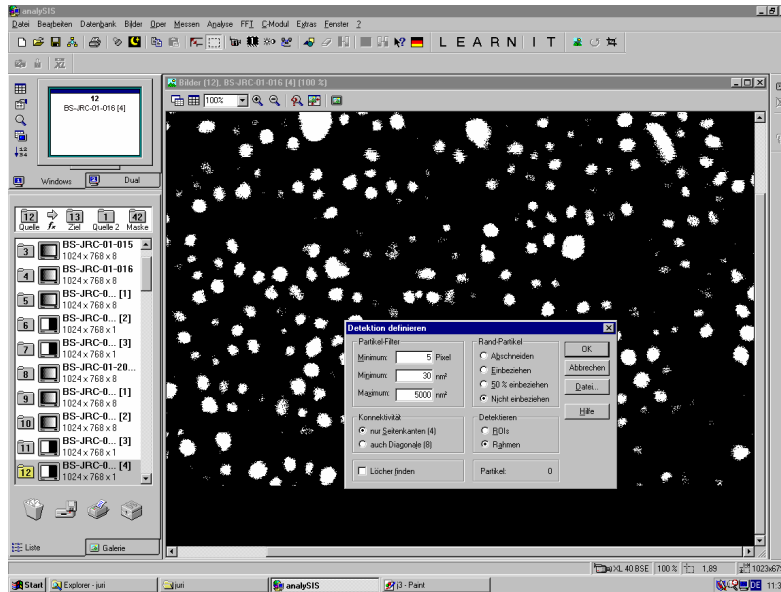 analySIS
Datei Bearbeiten Datenbank Bilder Oper Messen Analyse FFI C-Modul Extras Fenster ?
L E A R N I T
XL
12
BS-JRC-01-016 [4]
Windows Dual
12 13 1 42
Quelle fx Ziel Quelle 2 Maske
3 BS-JRC-01-015
1024 x 768 x 8
4 BS-JRC-01-016
1024 x 768 x 8
5 BS-JRC-0... [1]
1024 x 768 x 8
6 BS-JRC-0... [2]
1024 x 768 x 1
7 BS-JRC-0... [3]
1024 x 768 x 1
8 BS-JRC-01-20...
1024 x 768 x 8
9 BS-JRC-0... [1]
1024 x 768 x 8
10 BS-JRC-0... [2]
1024 x 768 x 8
11 BS-JRC-0... [3]
1024 x 768 x 1
12 BS-JRC-0... [4]
1024 x 768 x 1
Liste Galerie
Bilder (12), BS-JRC-01-016 [4] (100 %)
100%
Detektion definieren
Partikel-Filter
Minimum: 5 Pixel
Minimum: 30 nm²
Maximum: 5000 nm²
Rand-Partikel
Abschneiden
Einbeziehen
50 % einbeziehen
Nicht einbeziehen
Konnektivität
nur Seitenkanten (4)
auch Diagonale (8)
Detektieren
ROIs
Rahmen
Löcher finden
Partikel: 0
OK
Abbrechen
Datei...
Hilfe
XL 40 BSE 100 % 1,89 1023x67
Start Explorer - juri juri analySIS j3 - Paint DE 11:3